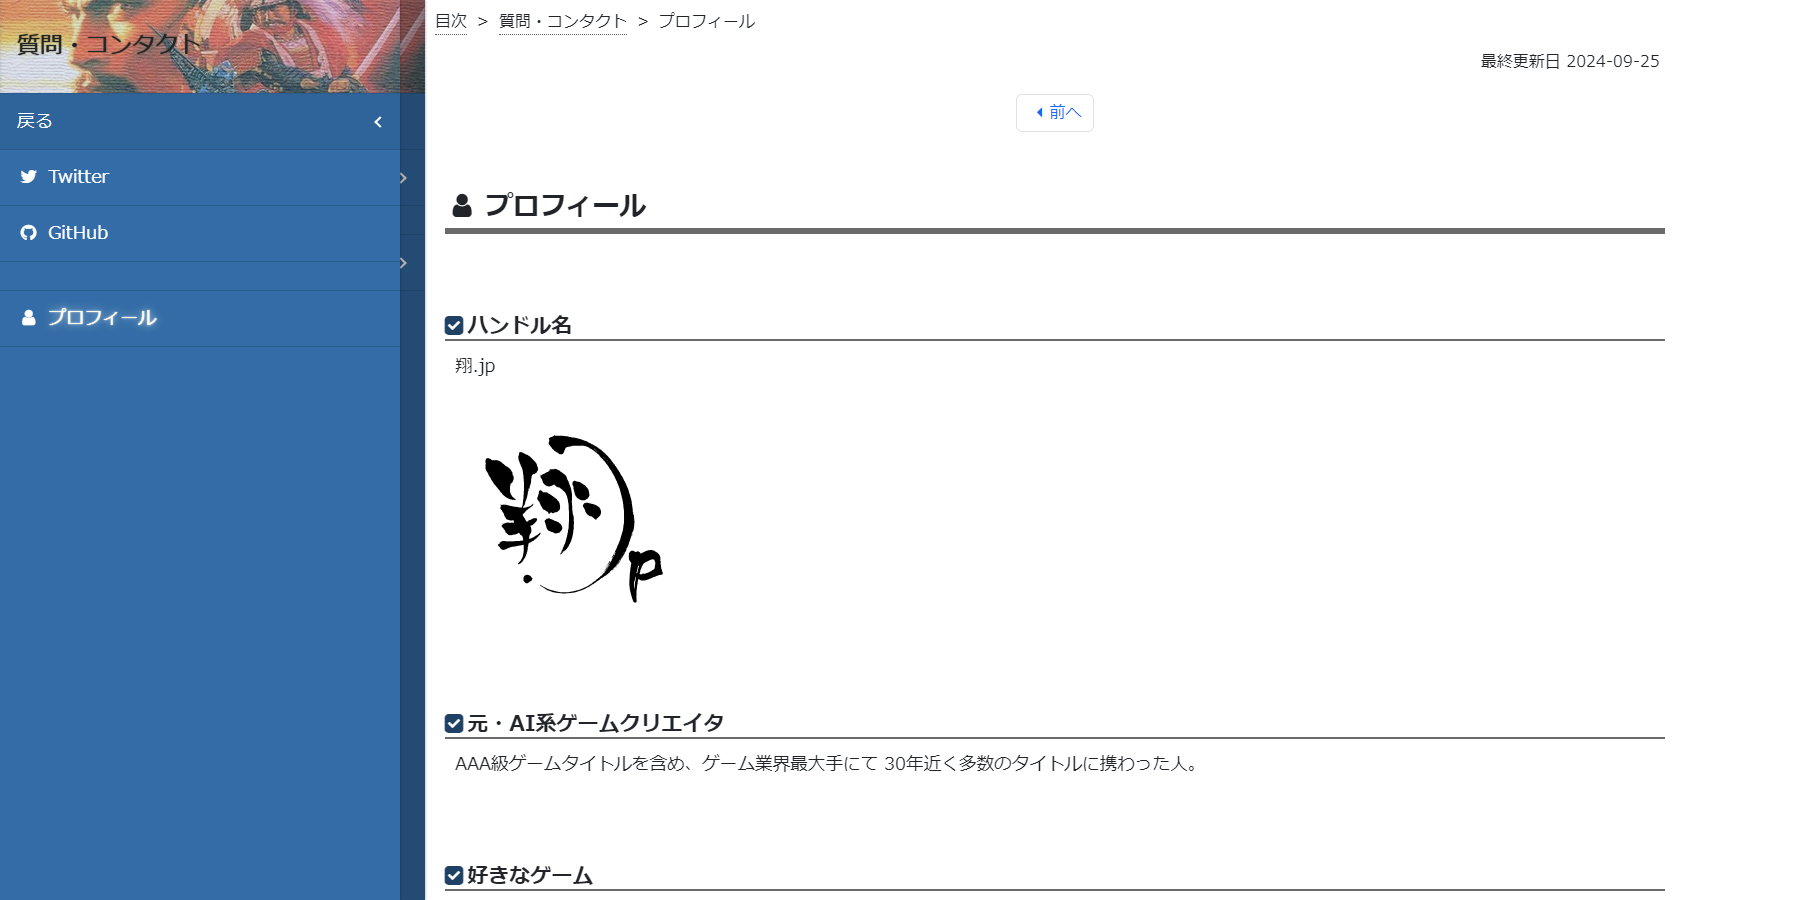 質問・コンタクト
戻る
Twitter
GitHub
プロフィール
目次 > 質問・コンタクト > プロフィール
最終更新日 2024-09-25
前へ
プロフィール
ハンドル名
翔.jp
翔.jp
元・AI系ゲームクリエイタ
AAA級ゲームタイトルを含め、ゲーム業界最大手にて 30年近く多数のタイトルに携わった人。
好きなゲーム